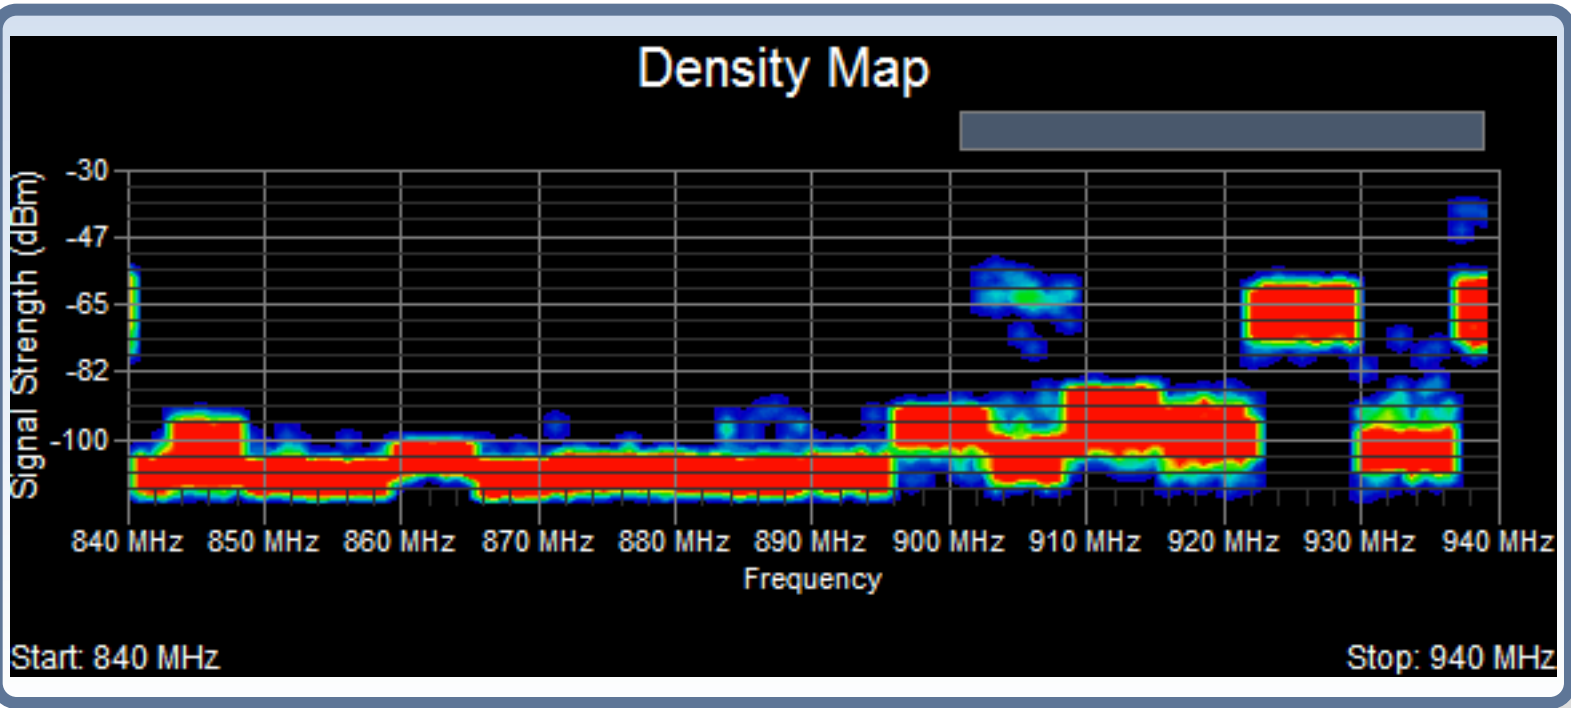 Density Map
Signal Strength (dBm)
-30
-47
-65
-82
-100
840 MHz 850 MHz 860 MHz 870 MHz 880 MHz 890 MHz 900 MHz 910 MHz 920 MHz 930 MHz 940 MHz
Frequency
Start: 840 MHz Stop: 940 MHz